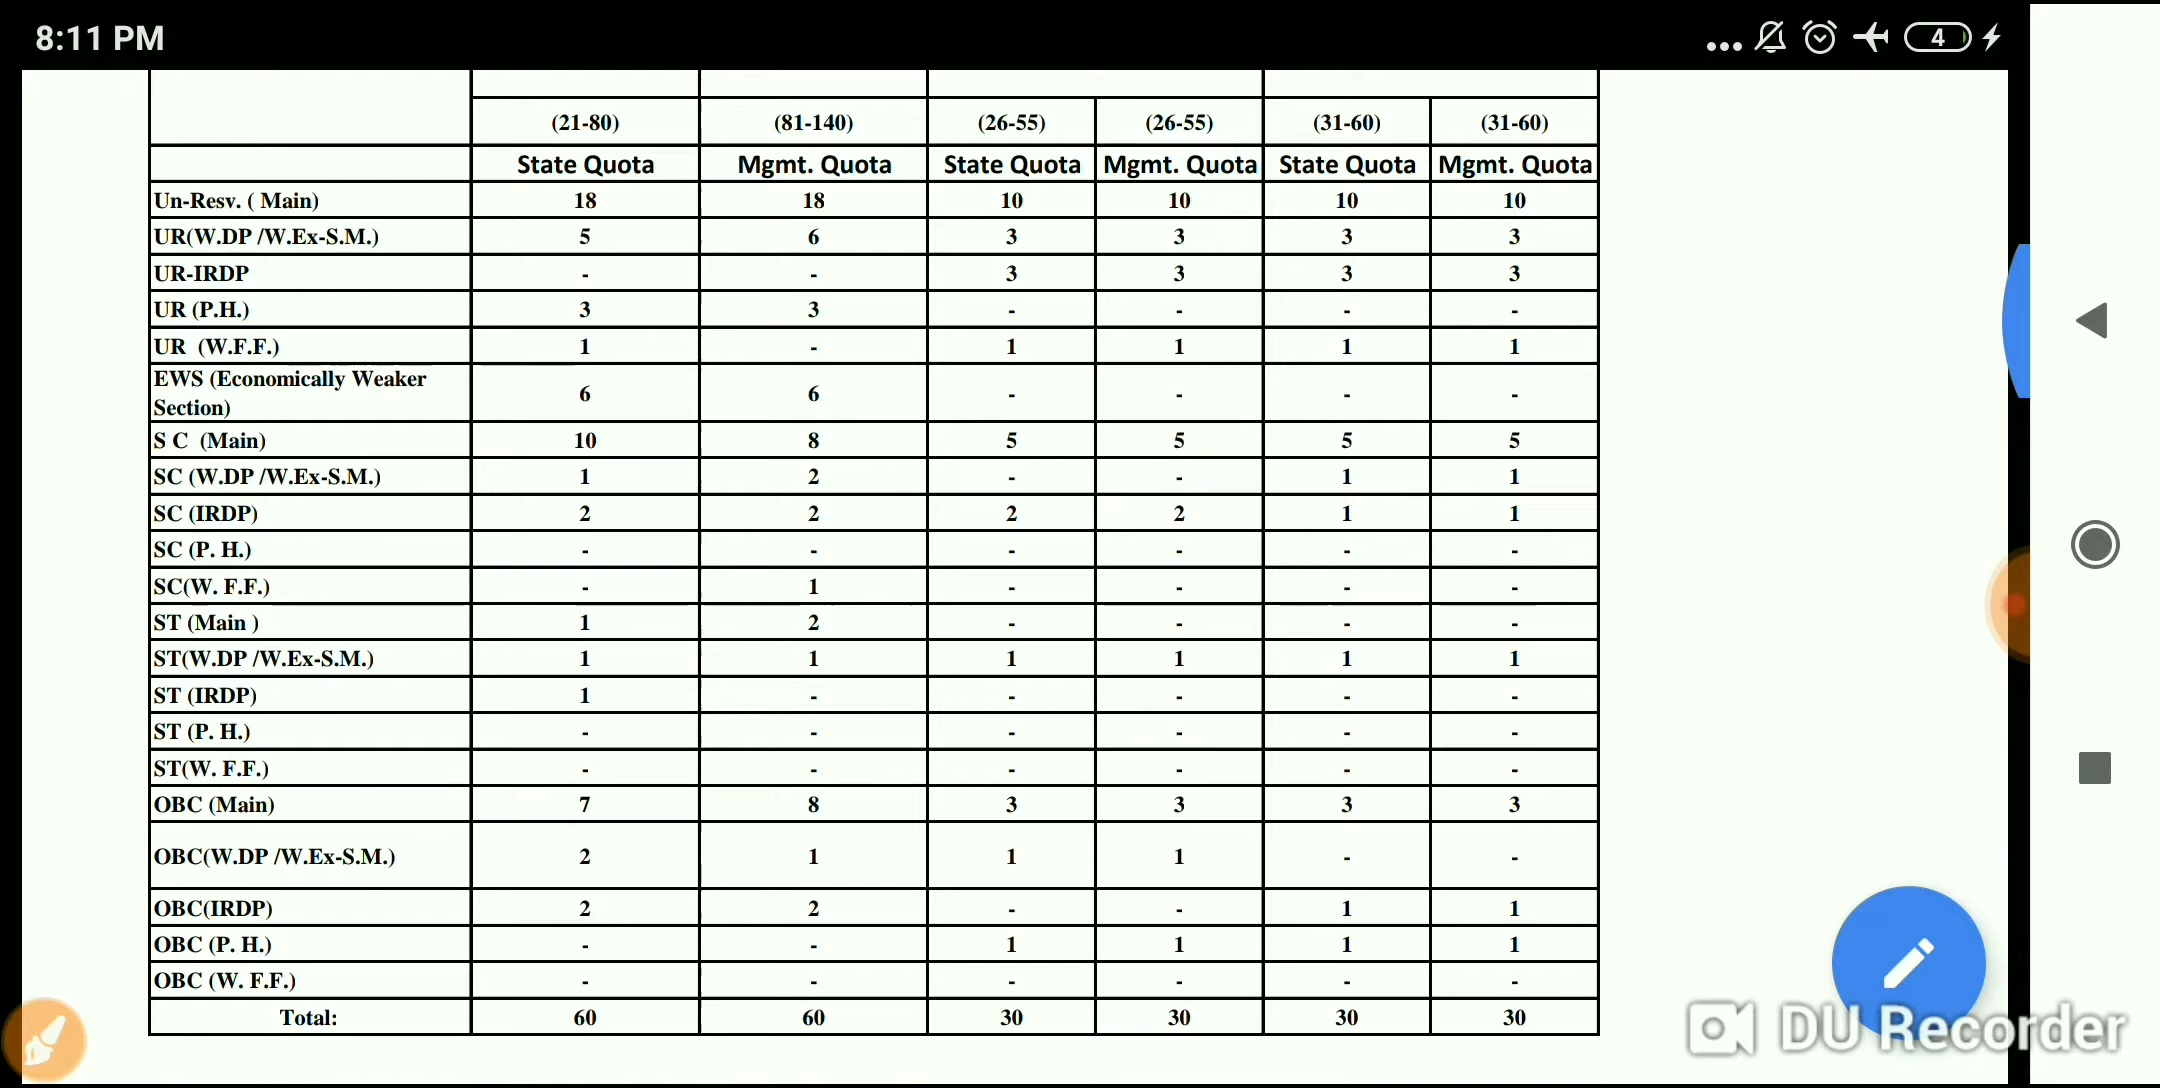 8:11 PM
4
(21-80) (81-140) (26-55) (26-55) (31-60) (31-60)
State Quota Mgmt. Quota State Quota Mgmt. Quota State Quota Mgmt. Quota
Un-Resv. ( Main) 18 18 10 10 10 10
UR(W.DP /W.Ex-S.M.) 5 6 3 3 3 3
UR-IRDP - - 3 3 3 3
UR (P.H.) 3 3 - - - -
UR (W.F.F.) 1 - 1 1 1 1
EWS (Economically Weaker
Section) 6 6 - - - -
S C (Main) 10 8 5 5 5 5
SC (W.DP /W.Ex-S.M.) 1 2 - - 1 1
SC (IRDP) 2 2 2 2 1 1
SC (P. H.) - - - - - -
SC(W. F.F.) - 1 - - - -
ST (Main ) 1 2 - - - -
ST(W.DP /W.Ex-S.M.) 1 1 1 1 1 1
ST (IRDP) 1 - - - - -
ST (P. H.) - - - - - -
ST(W. F.F.) - - - - - -
OBC (Main) 7 8 3 3 3 3
OBC(W.DP /W.Ex-S.M.) 2 1 1 1 - -
OBC(IRDP) 2 2 - - 1 1
OBC (P. H.) - - 1 1 1 1
OBC (W. F.F.) - - - - - -
Total: 60 60 30 30 30 30
DU Recorder